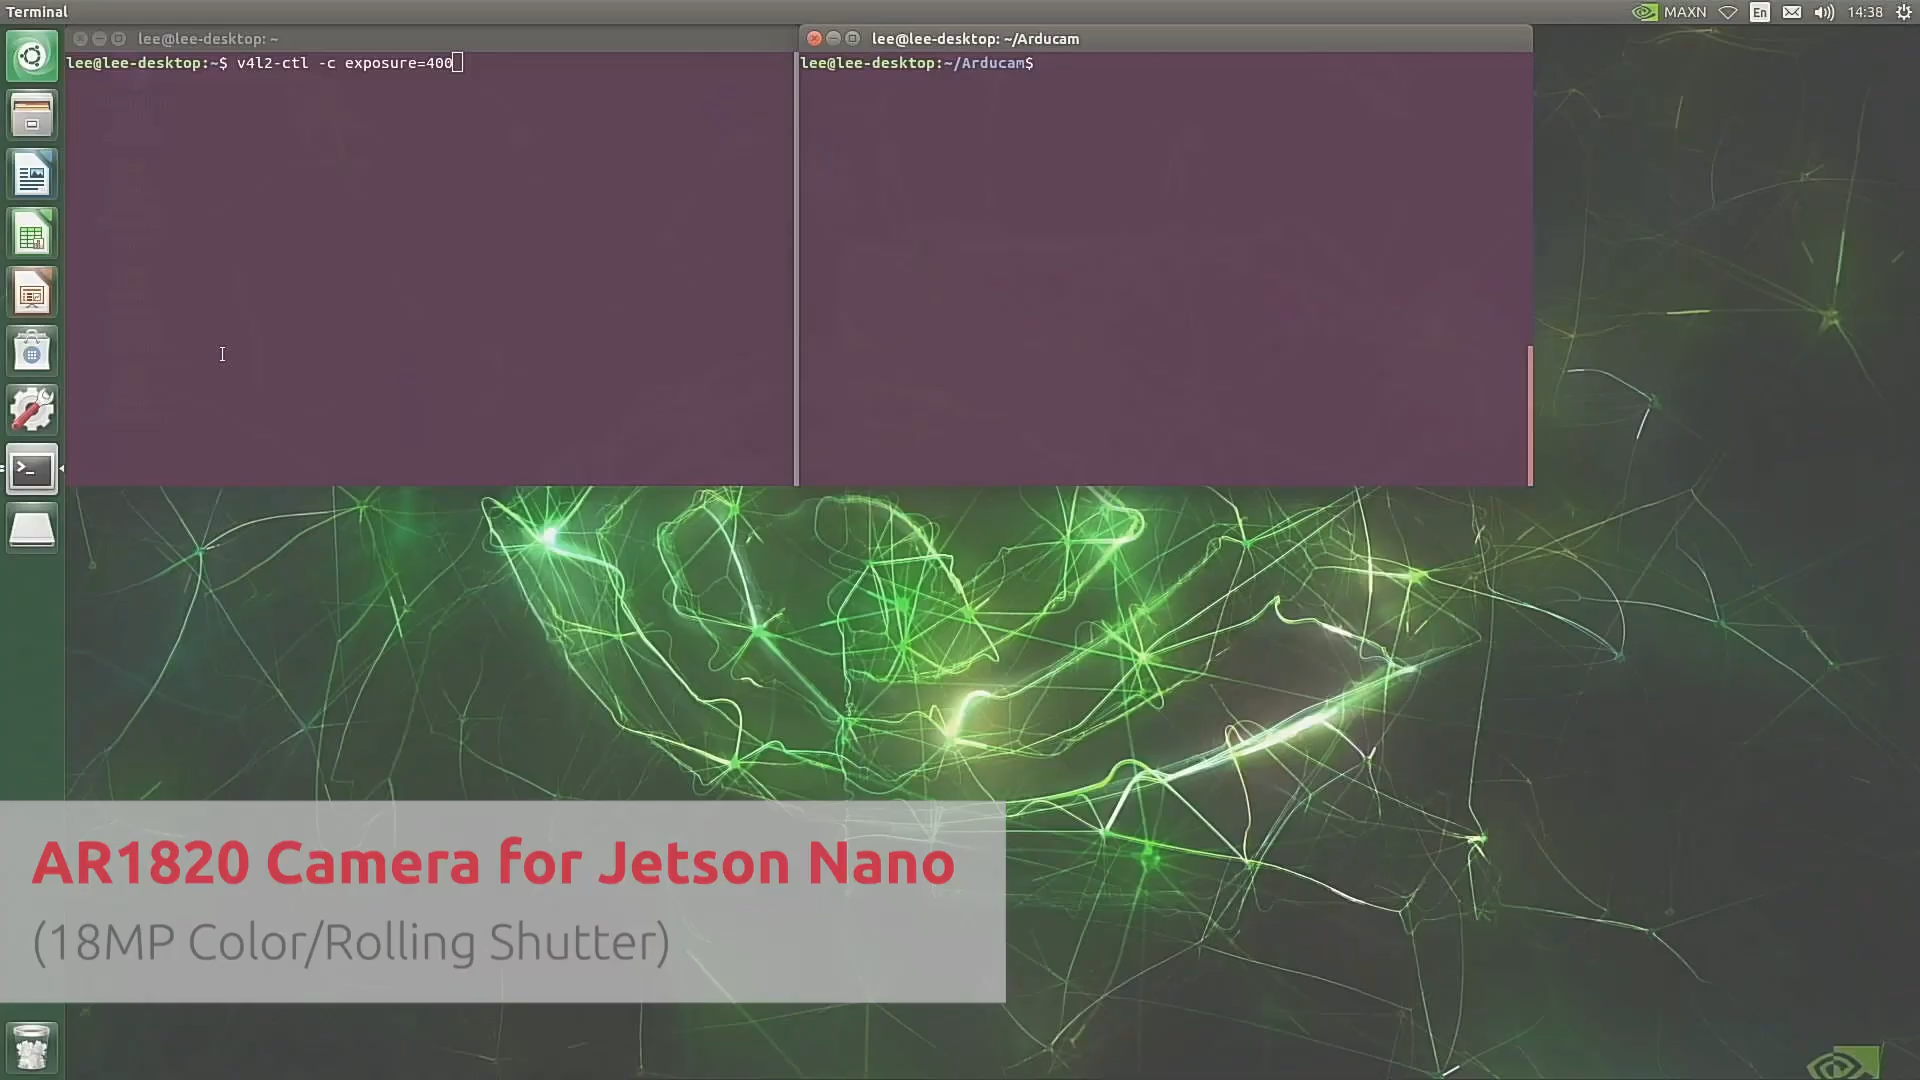 Terminal
MAXN
En
14:38
lee@lee-desktop: ~
lee@lee-desktop:~$ v4l2-ctl -c exposure=400
lee@lee-desktop: ~/Arducam
lee@lee-desktop:~/Arducam$
AR1820 Camera for Jetson Nano
(18MP Color/Rolling Shutter)